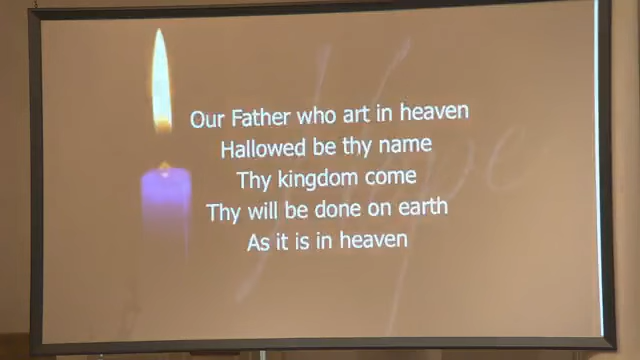 Hope
Our Father who art in heaven
Hallowed be thy name
Thy kingdom come
Thy will be done on earth
As it is in heaven